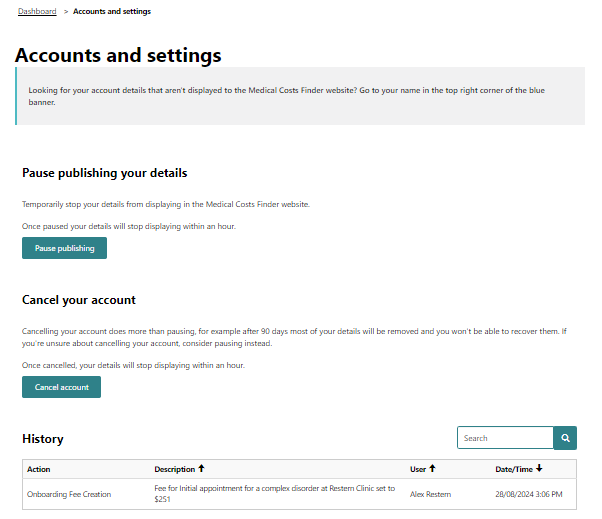 Dashboard > Accounts and settings
Accounts and settings
Looking for your account details that aren't displayed to the Medical Costs Finder website? Go to your name in the top right corner of the blue
banner.
Pause publishing your details
Temporarily stop your details from displaying in the Medical Costs Finder website.
Once paused your details will stop displaying within an hour.
Pause publishing
Cancel your account
Cancelling your account does more than pausing, for example after 90 days most of your details will be removed and you won't be able to recover them. If
you're unsure about cancelling your account, consider pausing instead.
Once cancelled, your details will stop displaying within an hour.
Cancel account
History
Search
Action Description ↑ User ↑ Date/Time ↓
Onboarding Fee Creation Fee for Initial appointment for a complex disorder at Restern Clinic set to
$251 Alex Restern 28/08/2024 3:06 PM